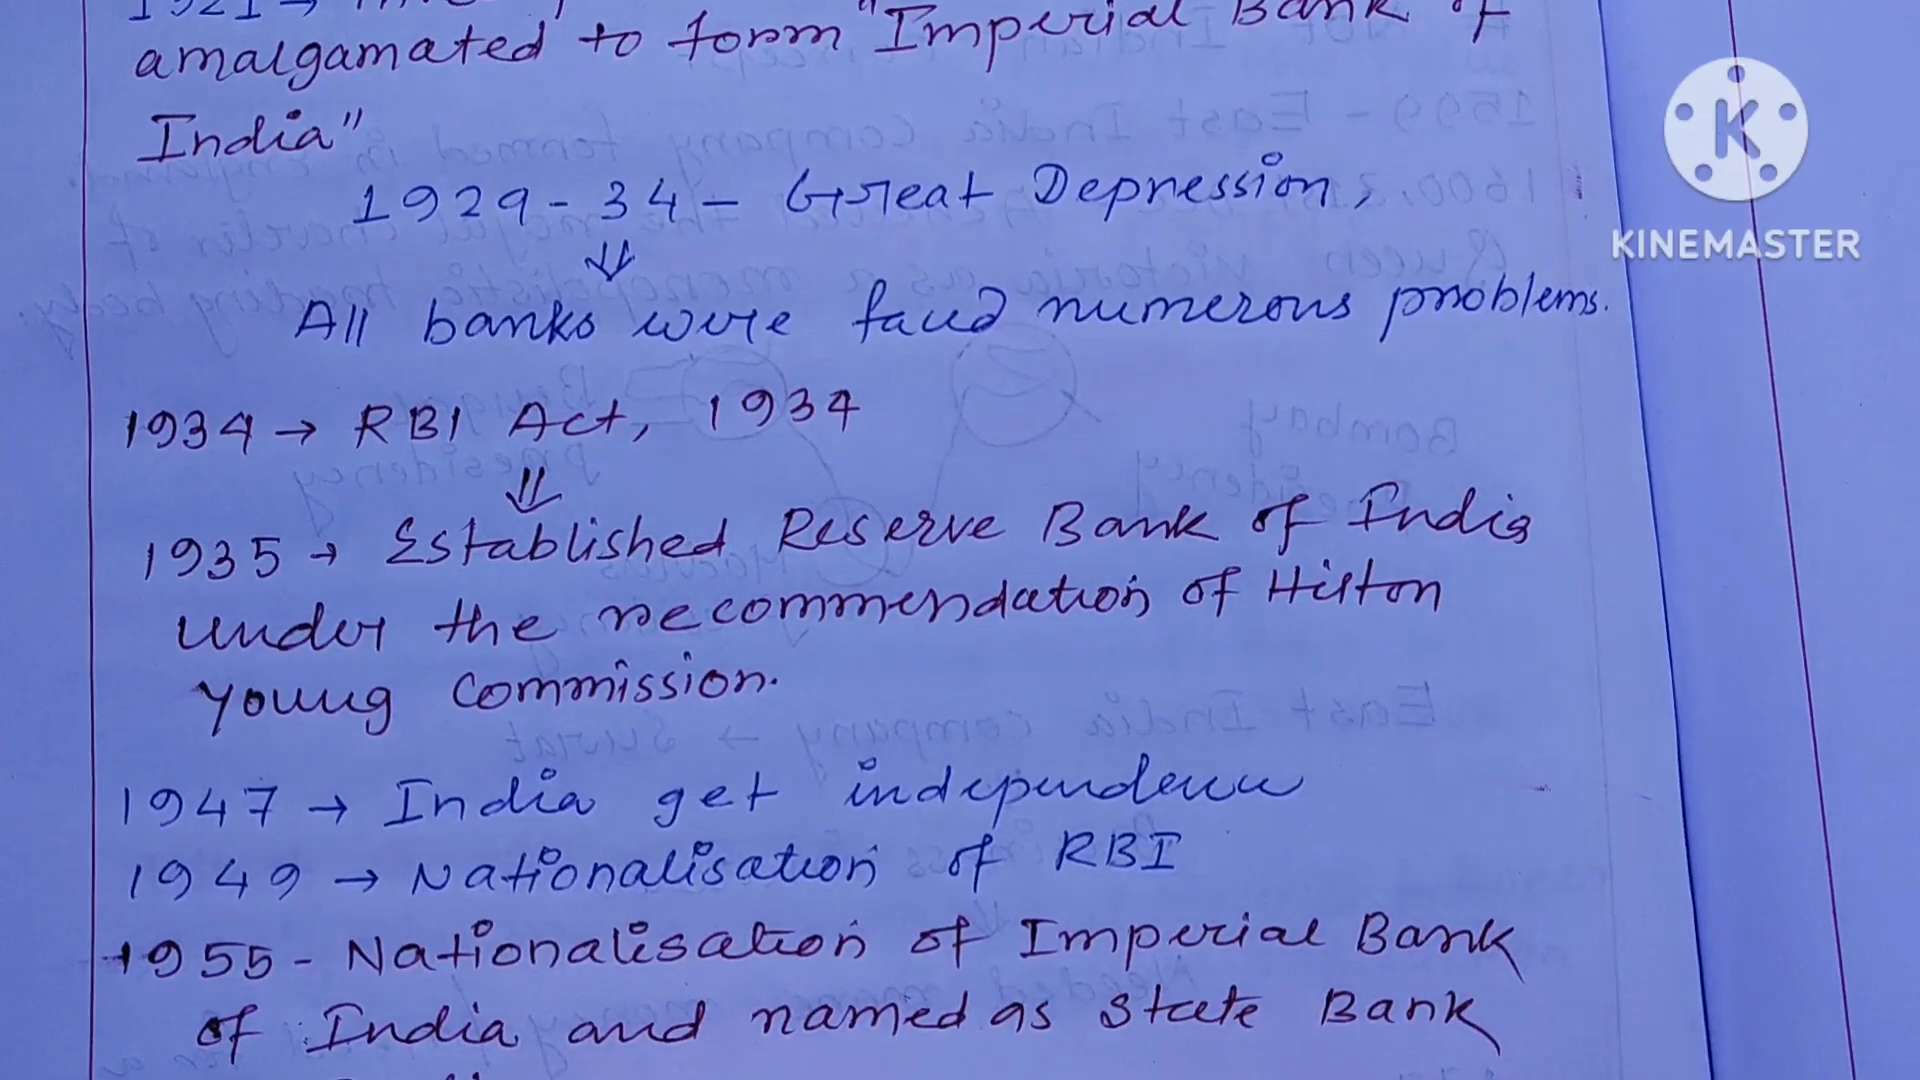 1921 →
amalgamated to form "Imperial Bank of
India"
1929-34 - Great Depression,
⇓
All banks were faced numerous problems.
1934 → RBI Act, 1934
⇓
1935 → Established Reserve Bank of India
under the recommendation of Hilton
Young Commission.
1947 → India get independence
1949 → Nationalisation of RBI
1955 - Nationalisation of Imperial Bank
of India and named as State Bank
KINEMASTER